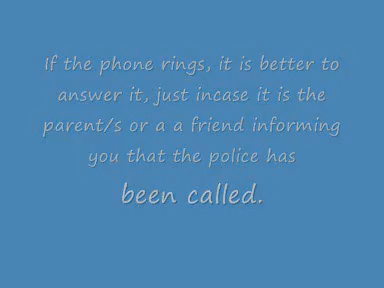 If the phone rings, it is better to
answer it, just incase it is the
parent/s or a a friend informing
you that the police has
been called.